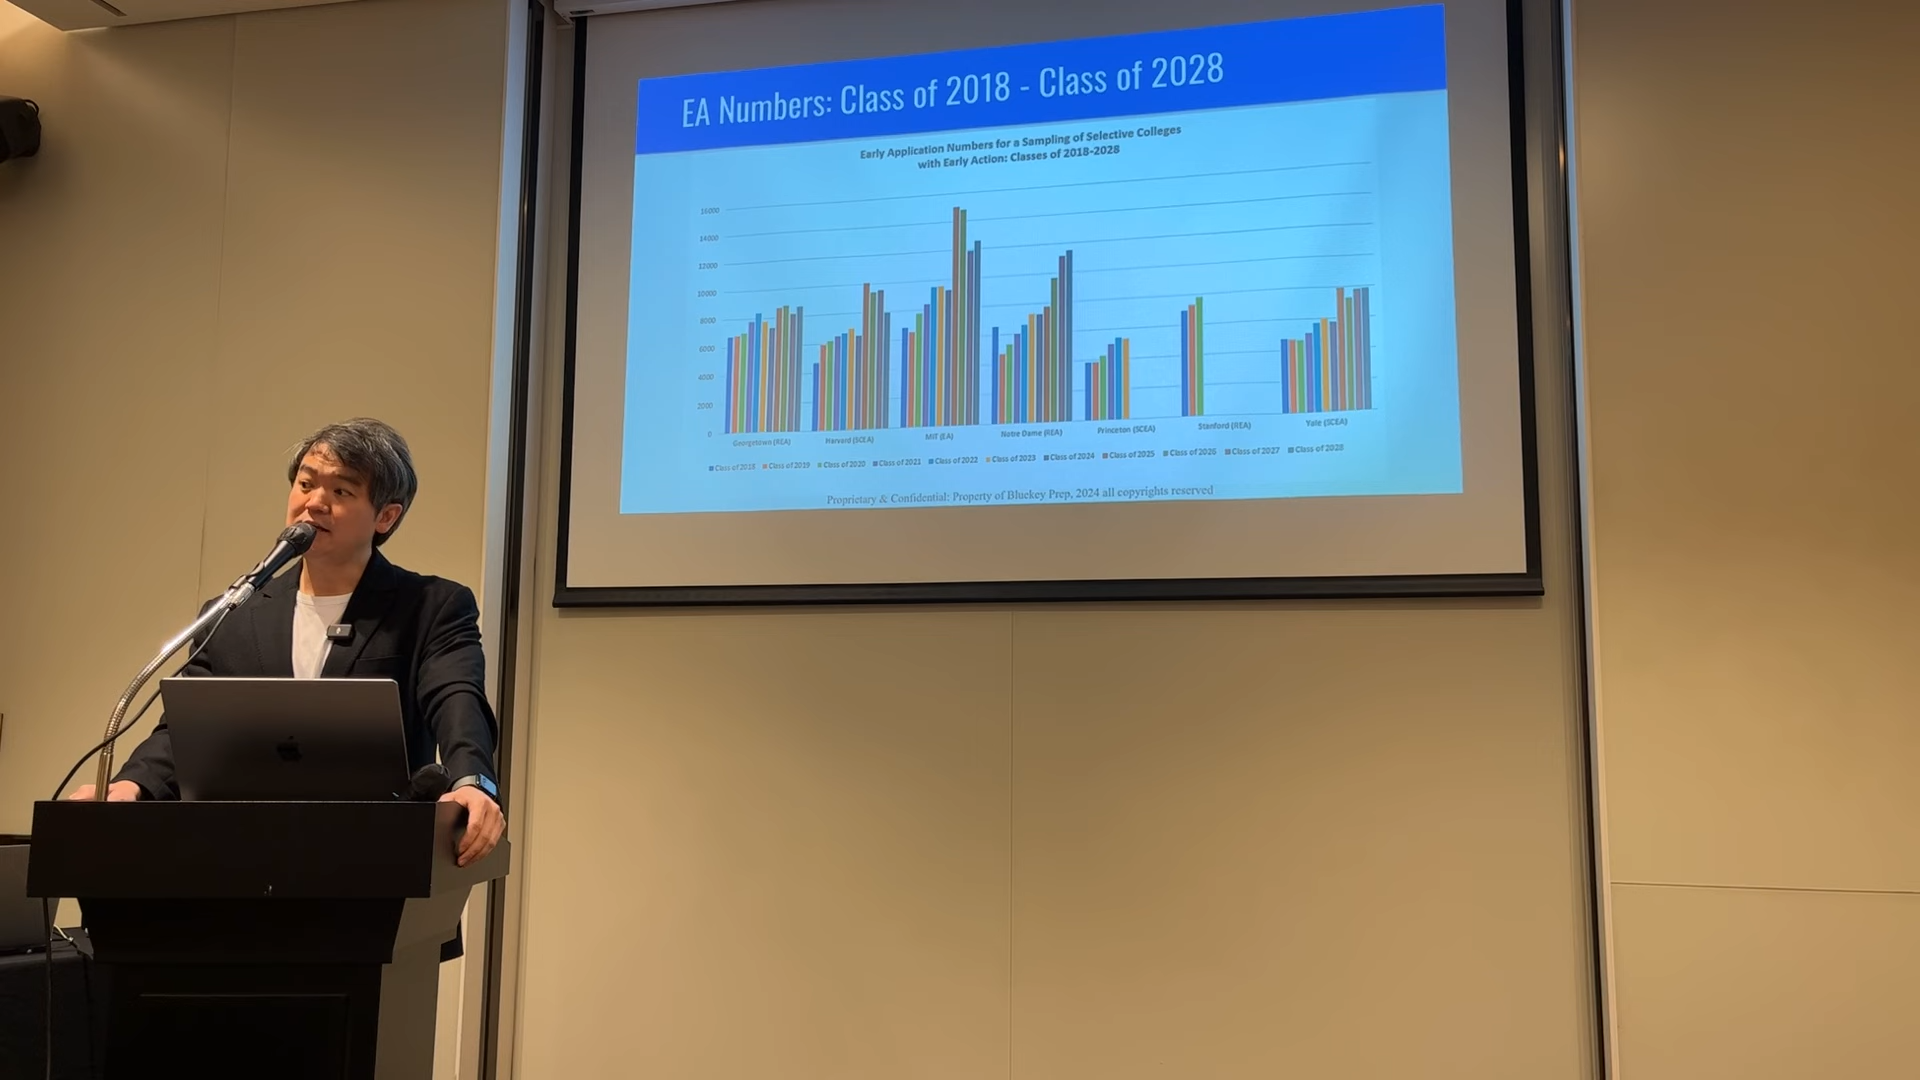 EA Numbers: Class of 2018 - Class of 2028
Early Application Numbers for a Sampling of Selective Colleges
with Early Action: Classes of 2018-2028
16000
14000
12000
10000
8000
6000
4000
2000
0
Georgetown (REA) Harvard (SCEA) MIT (EA) Notre Dame (REA) Princeton (SCEA) Stanford (REA) Yale (SCEA)
Class of 2018 Class of 2019 Class of 2020 Class of 2021 Class of 2022 Class of 2023 Class of 2024 Class of 2025 Class of 2026 Class of 2027 Class of 2028
Proprietary & Confidential: Property of Bluekey Prep, 2024 all copyrights reserved